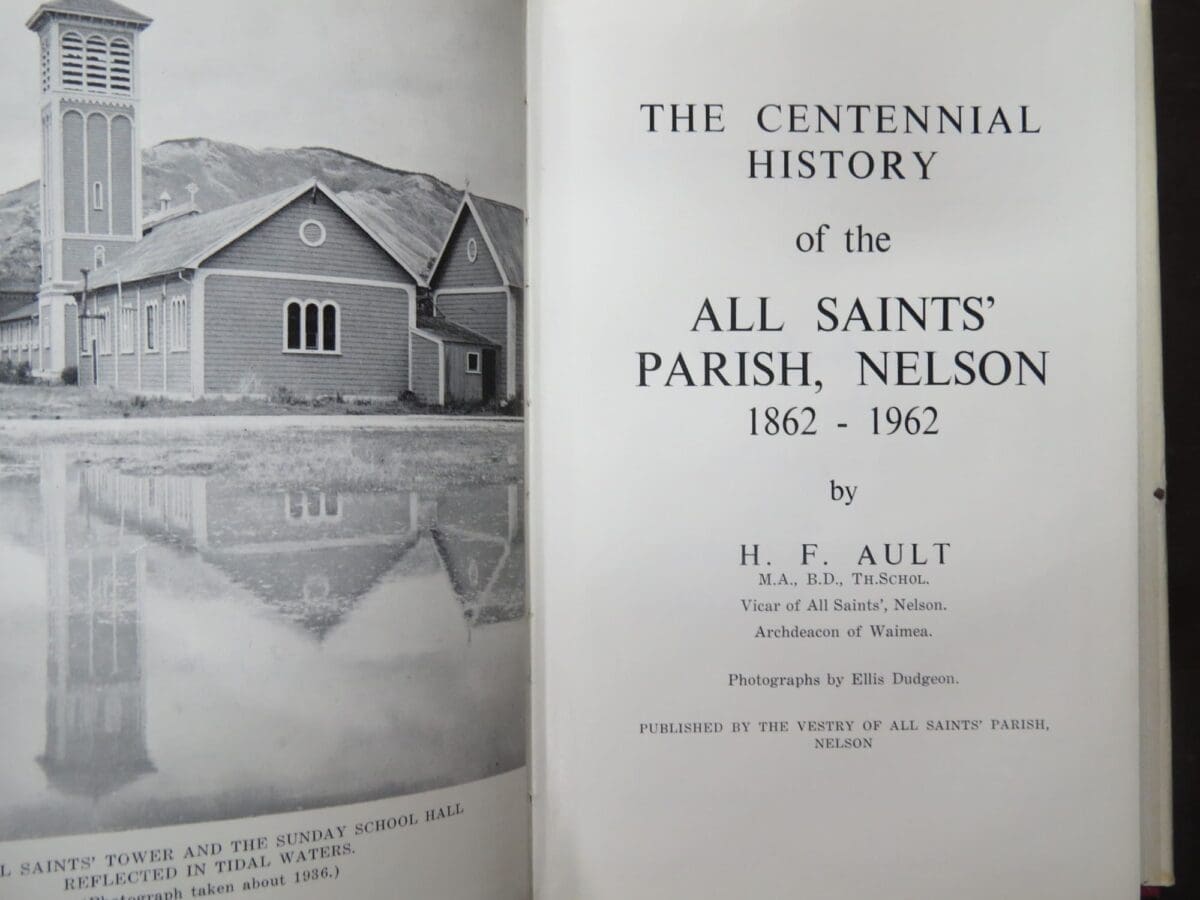 SAINTS' TOWER AND THE SUNDAY SCHOOL HALL
REFLECTED IN TIDAL WATERS.
taken about 1936.)
THE CENTENNIAL
HISTORY
of the
ALL SAINTS'
PARISH, NELSON
1862 - 1962
by
H. F. AULT
M.A., B.D., TH.SCHOL.
Vicar of All Saints', Nelson.
Archdeacon of Waimea.
Photographs by Ellis Dudgeon.
PUBLISHED BY THE VESTRY OF ALL SAINTS' PARISH,
NELSON